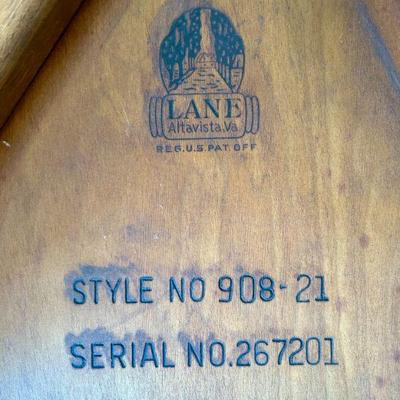 LANE
Altavista, Va.
REG. U.S. PAT. OFF
STYLE NO 908-21
SERIAL NO. 267201